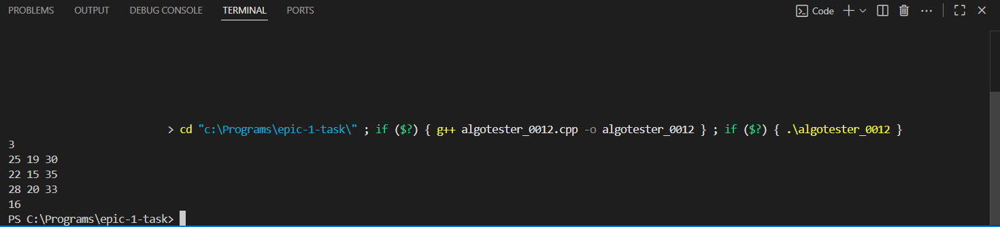 PROBLEMS OUTPUT DEBUG CONSOLE TERMINAL PORTS Code
> cd "c:\Programs\epic-1-task\" ; if ($?) { g++ algotester_0012.cpp -o algotester_0012 } ; if ($?) { .\algotester_0012 }
3
25 19 30
22 15 35
28 20 33
16
PS C:\Programs\epic-1-task>